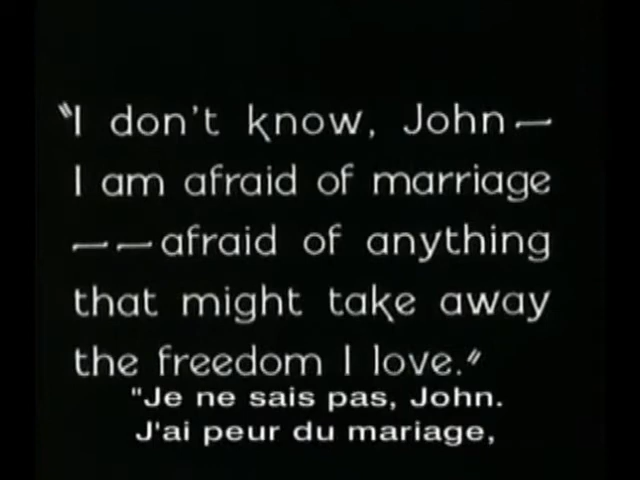 "I don't know, John—
I am afraid of marriage
——afraid of anything
that might take away
the freedom I love."
"Je ne sais pas, John.
J'ai peur du mariage,